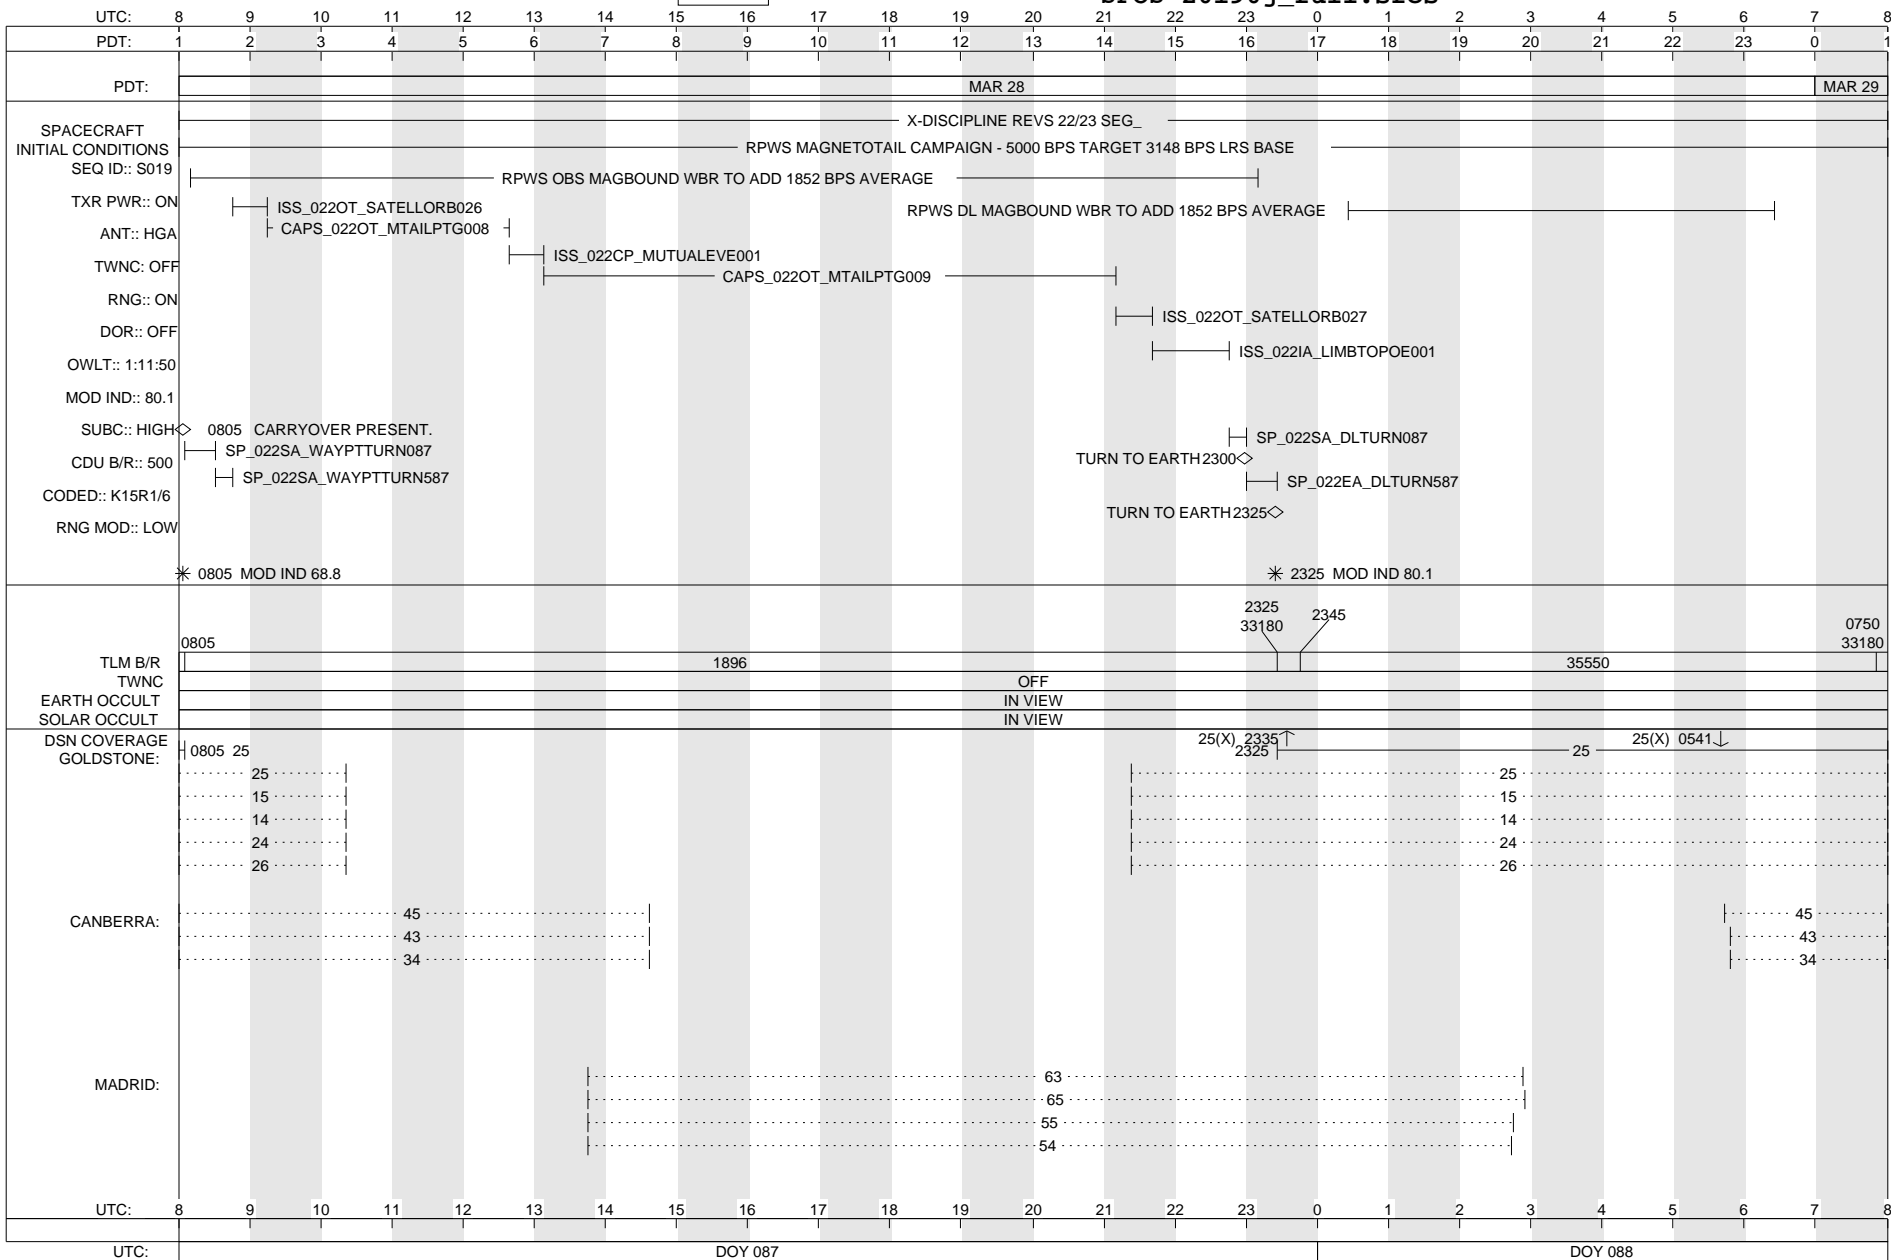 UTC: 8 9 10 11 12 13 14 15 16 17 18 19 20 21 22 23 0 1 2 3 4 5 6 7 8
PDT: 1 2 3 4 5 6 7 8 9 10 11 12 13 14 15 16 17 18 19 20 21 22 23 0 1
PDT: MAR 28 MAR 29
X-DISCIPLINE REVS 22/23 SEG_
SPACECRAFT
INITIAL CONDITIONS
RPWS MAGNETOTAIL CAMPAIGN - 5000 BPS TARGET 3148 BPS LRS BASE
SEQ ID:: S019
RPWS OBS MAGBOUND WBR TO ADD 1852 BPS AVERAGE
TXR PWR:: ON
ISS_022OT_SATELLORB026
RPWS DL MAGBOUND WBR TO ADD 1852 BPS AVERAGE
CAPS_022OT_MTAILPTG008
ANT:: HGA
ISS_022CP_MUTUALEVE001
TWNC: OFF
CAPS_022OT_MTAILPTG009
RNG:: ON
ISS_022OT_SATELLORB027
DOR:: OFF
ISS_022IA_LIMBTOPOE001
OWLT:: 1:11:50
MOD IND:: 80.1
SUBC:: HIGH 0805 CARRYOVER PRESENT.
SP_022SA_DLTURN087
SP_022SA_WAYPTTURN087
TURN TO EARTH 2300
CDU B/R:: 500
SP_022SA_WAYPTTURN587
SP_022EA_DLTURN587
CODED:: K15R1/6
TURN TO EARTH 2325
RNG MOD:: LOW
0805 MOD IND 68.8
2325 MOD IND 80.1
2325
33180
2345
0750
33180
0805
TLM B/R 1896 35550
TWNC OFF
EARTH OCCULT IN VIEW
SOLAR OCCULT IN VIEW
DSN COVERAGE
25(X) 2335
25(X) 0541
GOLDSTONE: 0805 25
2325 25
25 25
15 15
14 14
24 24
26 26
CANBERRA:
45 45
43 43
34 34
MADRID:
63
65
55
54
UTC: 8 9 10 11 12 13 14 15 16 17 18 19 20 21 22 23 0 1 2 3 4 5 6 7 8
UTC: DOY 087 DOY 088